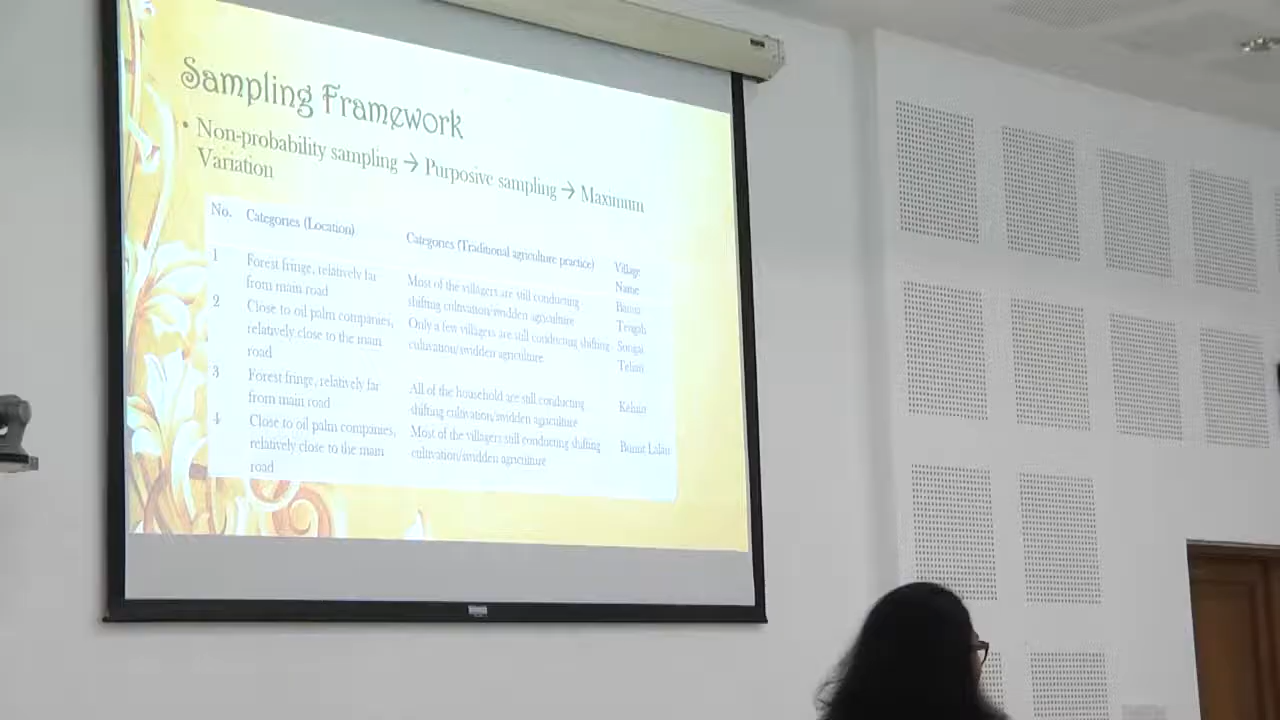 Sampling Framework
• Non-probability sampling → Purposive sampling → Maximum
Variation
No. Categories (Location) Categories (Traditional agriculture practice) Village
Name
1 Forest fringe, relatively far
from main road
Most of the villagers are still conducting
shifting cultivation/swidden agriculture
Tengah
2 Close to oil palm companies,
relatively close to the main
road
Only a few villagers are still conducting shifting
cultivation/swidden agriculture
Sungai
3 Forest fringe, relatively far
from main road
All of the household are still conducting
shifting cultivation/swidden agriculture
4 Close to oil palm companies,
relatively close to the main
road
Most of the villagers still conducting shifting
cultivation/swidden agriculture